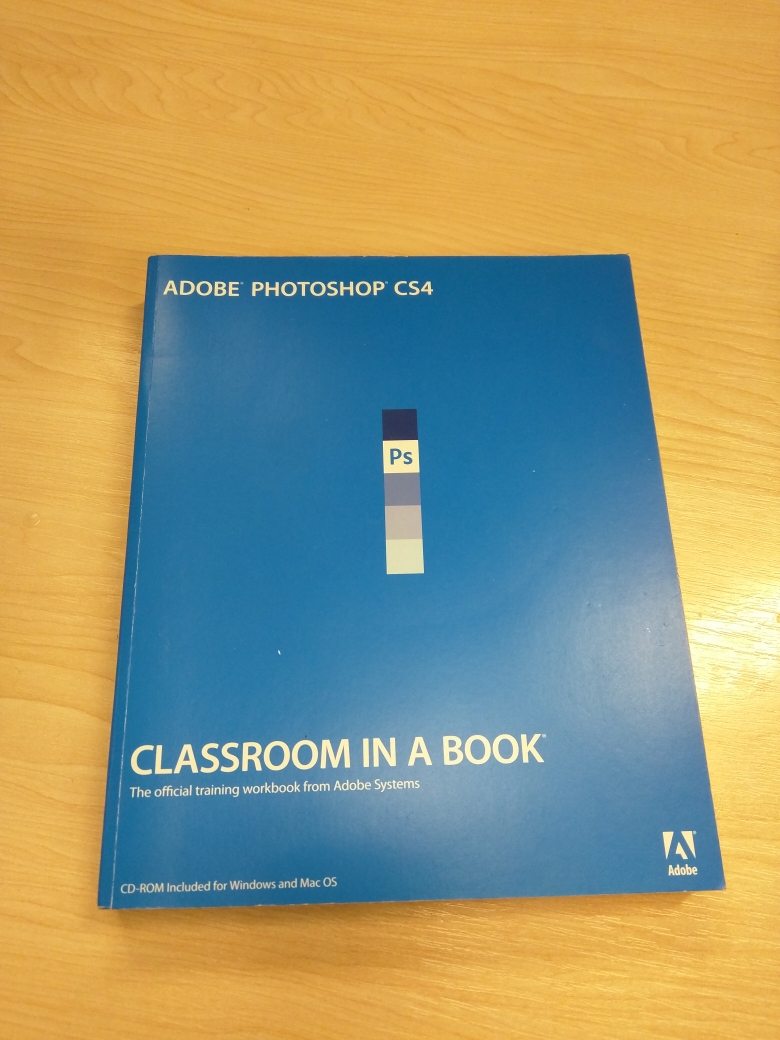 ADOBE® PHOTOSHOP® CS4
Ps
CLASSROOM IN A BOOK®
The official training workbook from Adobe Systems
Adobe
CD-ROM Included for Windows and Mac OS